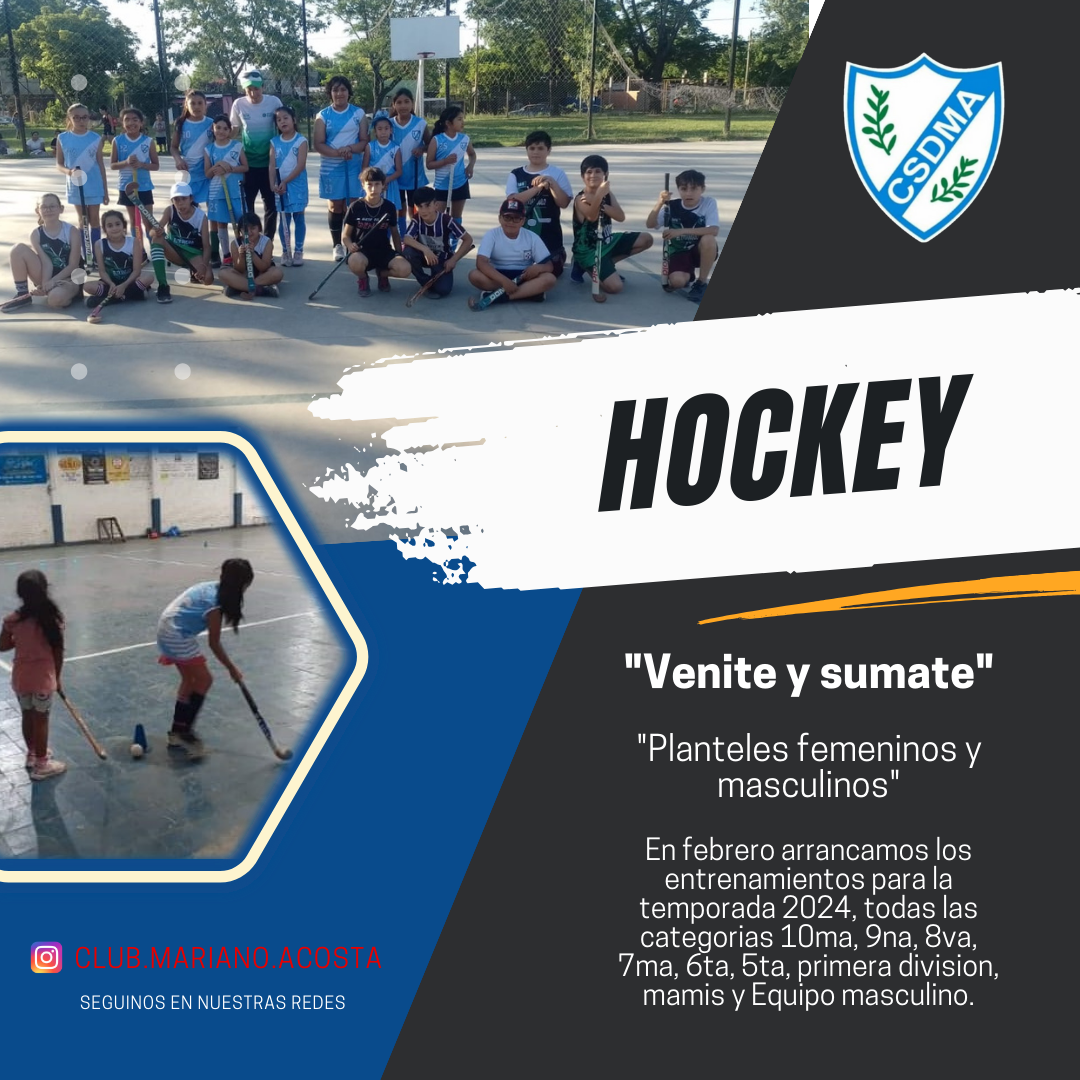 CSDMA
HOCKEY
"Venite y sumate"
"Planteles femeninos y
masculinos"
En febrero arrancamos los
entrenamientos para la
temporada 2024, todas las
categorias 10ma, 9na, 8va,
7ma, 6ta, 5ta, primera division,
mamis y Equipo masculino.
CLUB.MARIANO.ACOSTA
SEGUINOS EN NUESTRAS REDES